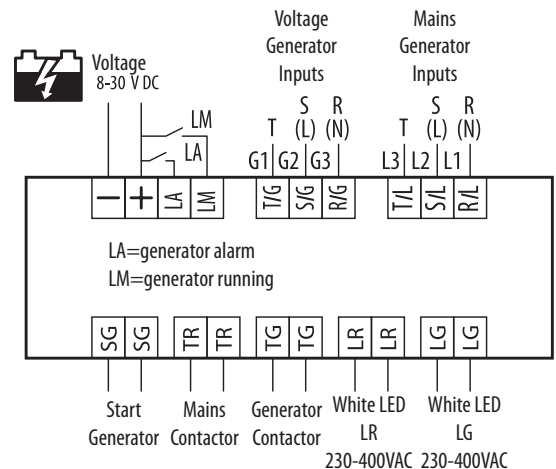 Voltage
Generator
Inputs
Mains
Generator
Inputs
Voltage
8-30 V DC
LM
LA
T
S
(L)
R
(N)
T
S
(L)
R
(N)
G1 G2 G3
L3 L2 L1
− + LA LM
T/G S/G R/G
T/L S/L R/L
LA=generator alarm
LM=generator running
SG SG TR TR TG TG LR LR LG LG
Start
Generator
Mains
Contactor
Generator
Contactor
White LED
LR
230-400VAC
White LED
LG
230-400VAC